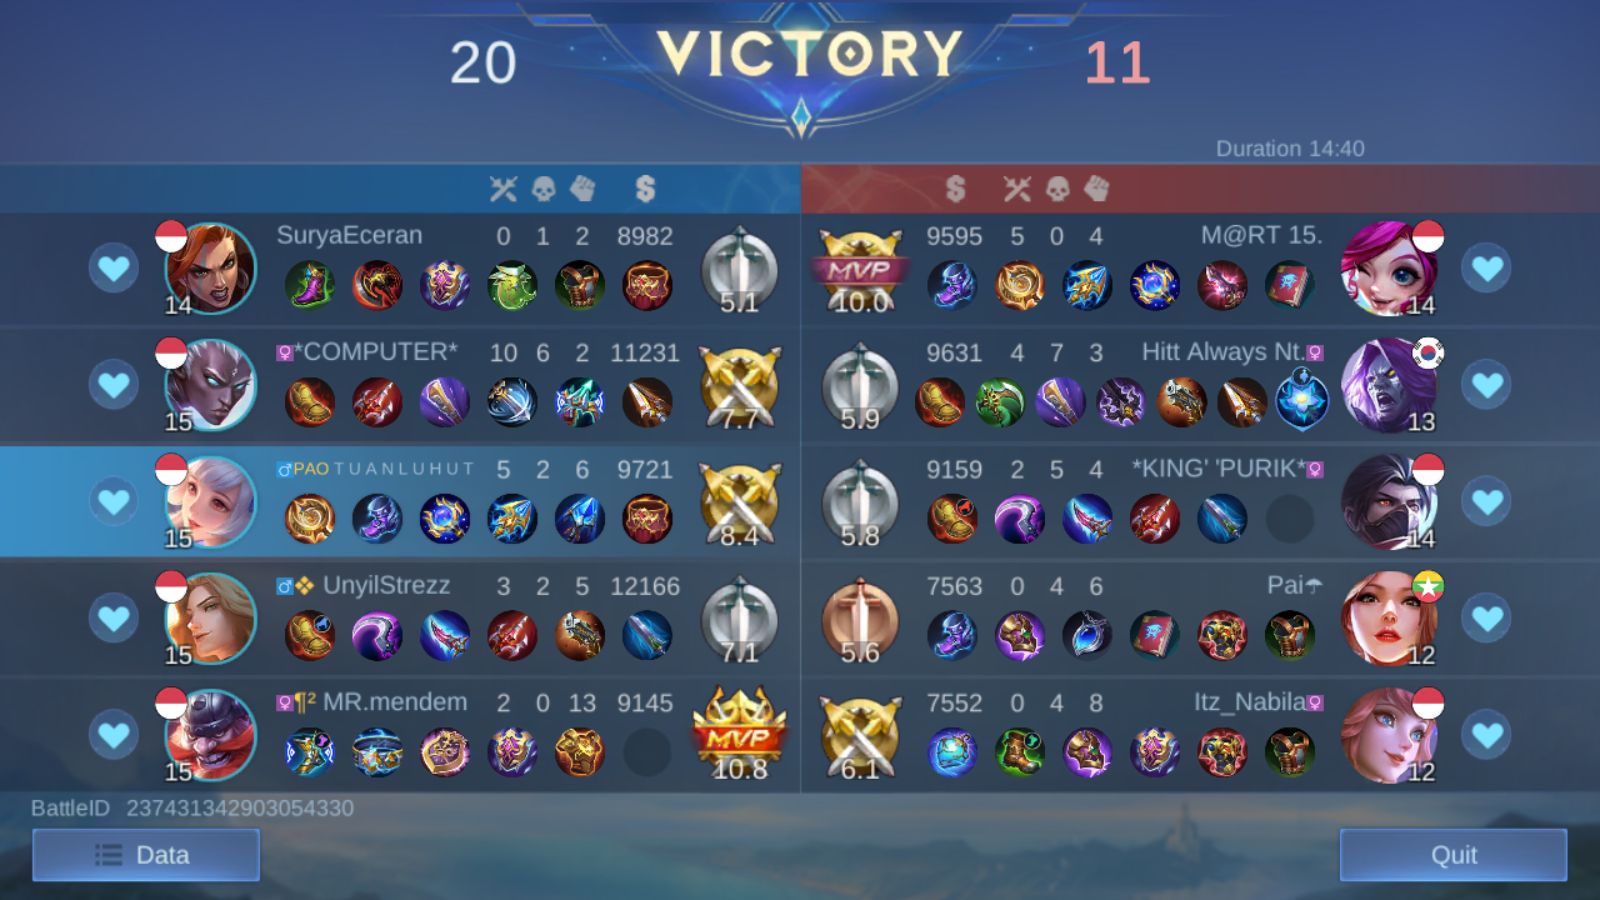 20 VICTORY 11
Duration 14:40
SuryaEceran 0 1 2 8982
14 5.1
MVP 10.0 9595 5 0 4 M@RT 15.
14
*COMPUTER* 10 6 2 11231
15 7.7
5.9 9631 4 7 3 Hitt Always Nt.
13
PAO T U A N L U H U T 5 2 6 9721
15 8.4
5.8 9159 2 5 4 *KING' 'PURIK*
14
UnyilStrezz 3 2 5 12166
15 7.1
5.6 7563 0 4 6 Pai☂
12
¶² MR.mendem 2 0 13 9145
15 MVP 10.8
6.1 7552 0 4 8 Itz_Nabila
12
BattleID 237431342903054330
Data
Quit